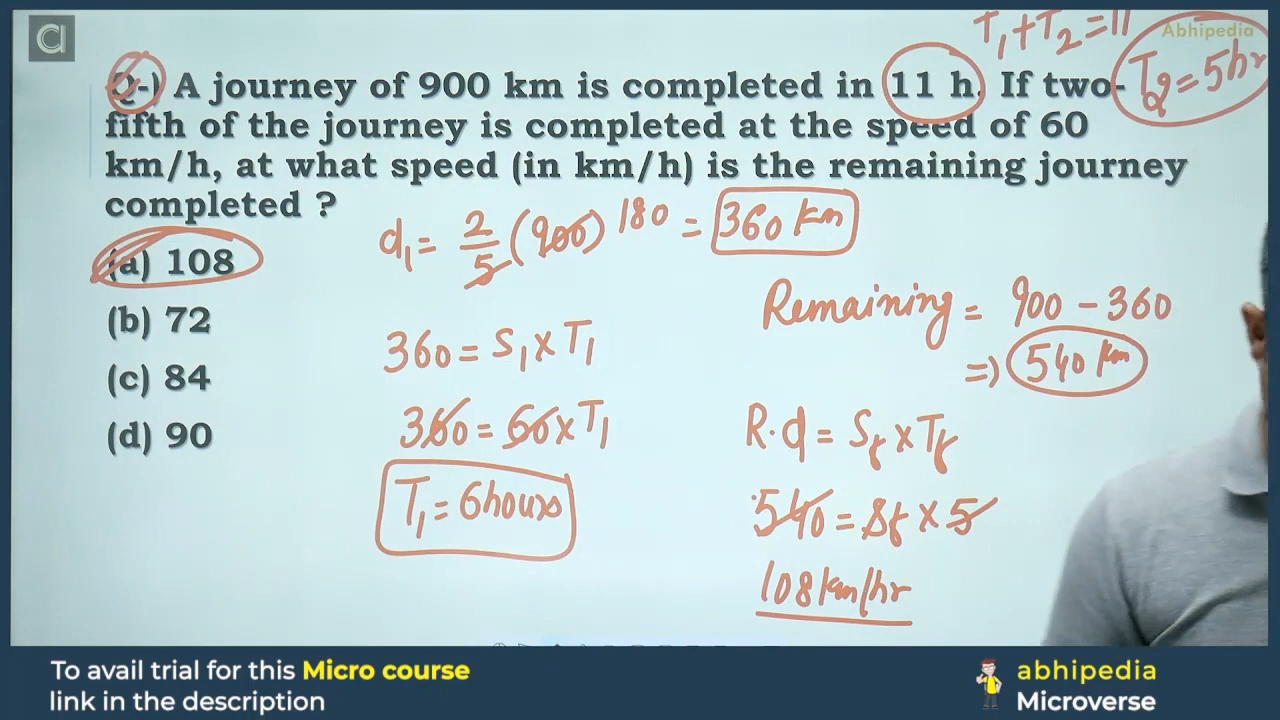 T₁+T₂=11
Abhipedia
T₂=5hr
Q-) A journey of 900 km is completed in 11 h. If two-
fifth of the journey is completed at the speed of 60
km/h, at what speed (in km/h) is the remaining journey
completed ?
(a) 108
(b) 72
(c) 84
(d) 90
d₁= 2/5 (900) 180 = 360 km
360= S₁×T₁
360= 60×T₁
T₁= 6hours
Remaining = 900 - 360
=> 540 km
R.d = Sr × Tr
540= Sr × 5
108km/hr
To avail trial for this Micro course
link in the description
abhipedia
Microverse